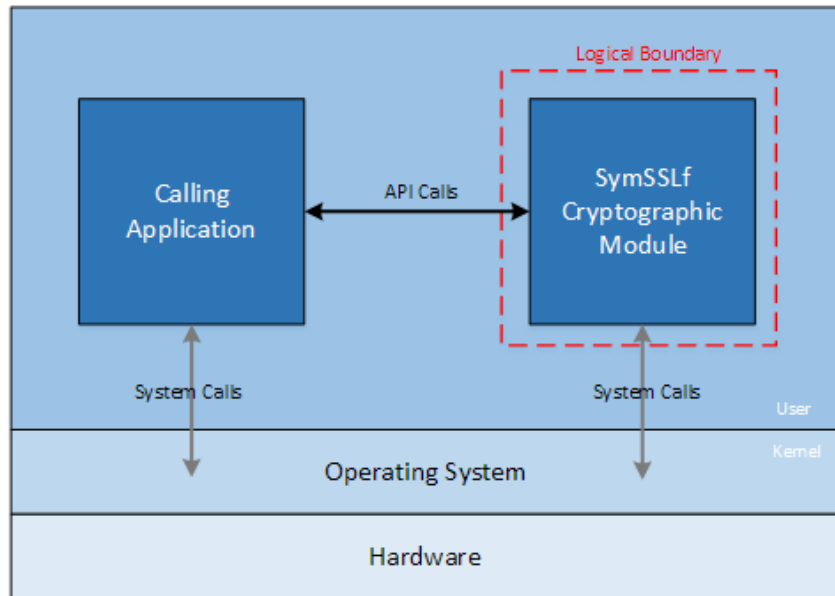 Logical Boundary
Calling
Application
API Calls
SymSSLf
Cryptographic
Module
System Calls
System Calls
User
Kernel
Operating System
Hardware